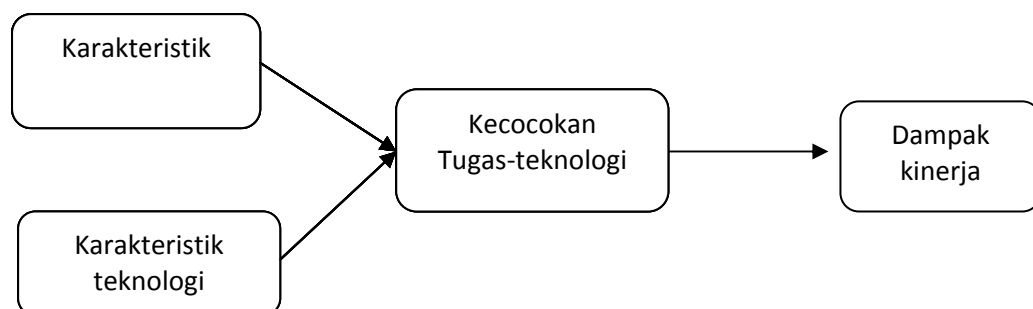 Karakteristik
Kecocokan
Tugas-teknologi
Dampak
kinerja
Karakteristik
teknologi